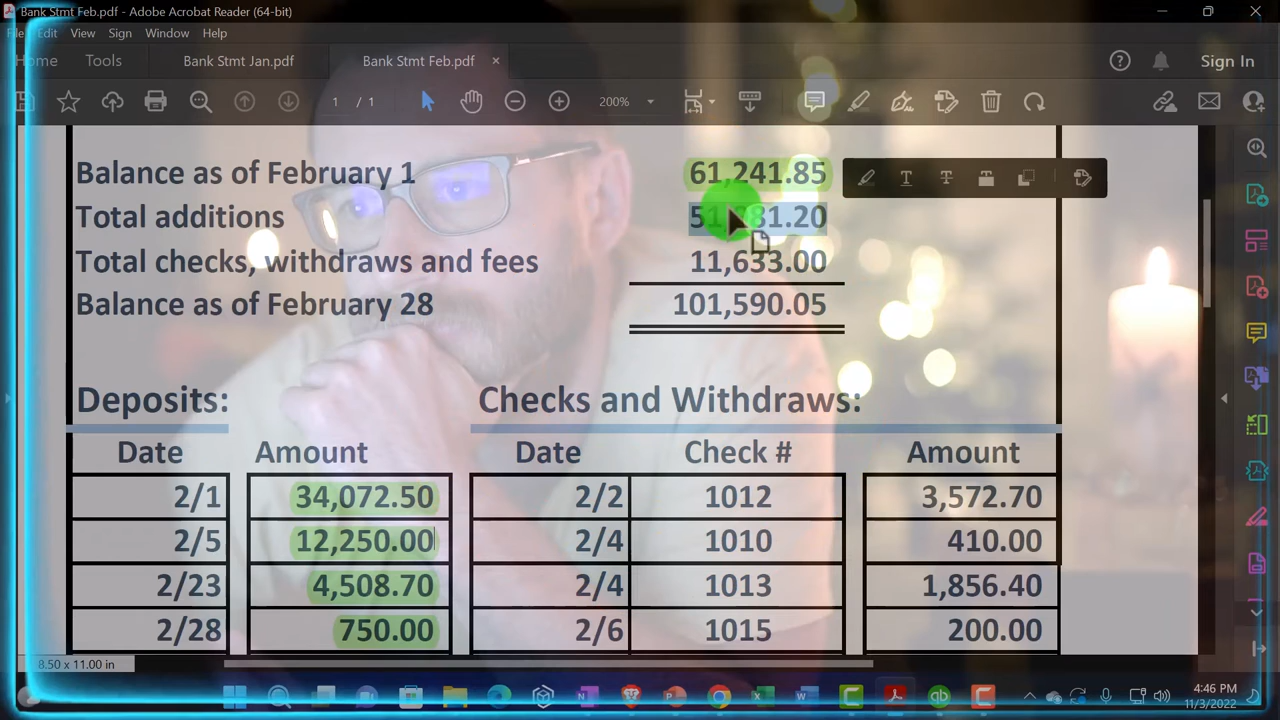 Bank Stmt Feb.pdf - Adobe Acrobat Reader (64-bit)
File Edit View Sign Window Help
Home Tools Bank Stmt Jan.pdf Bank Stmt Feb.pdf ×
1 / 1 200% Sign In
Balance as of February 1 61,241.85
Total additions 51,581.20
Total checks, withdraws and fees 11,633.00
Balance as of February 28 101,590.05
Deposits: Checks and Withdraws:
Date Amount Date Check # Amount
2/1 34,072.50 2/2 1012 3,572.70
2/5 12,250.00 2/4 1010 410.00
2/23 4,508.70 2/4 1013 1,856.40
2/28 750.00 2/6 1015 200.00
8.50 x 11.00 in
4:46 PM
11/3/2022